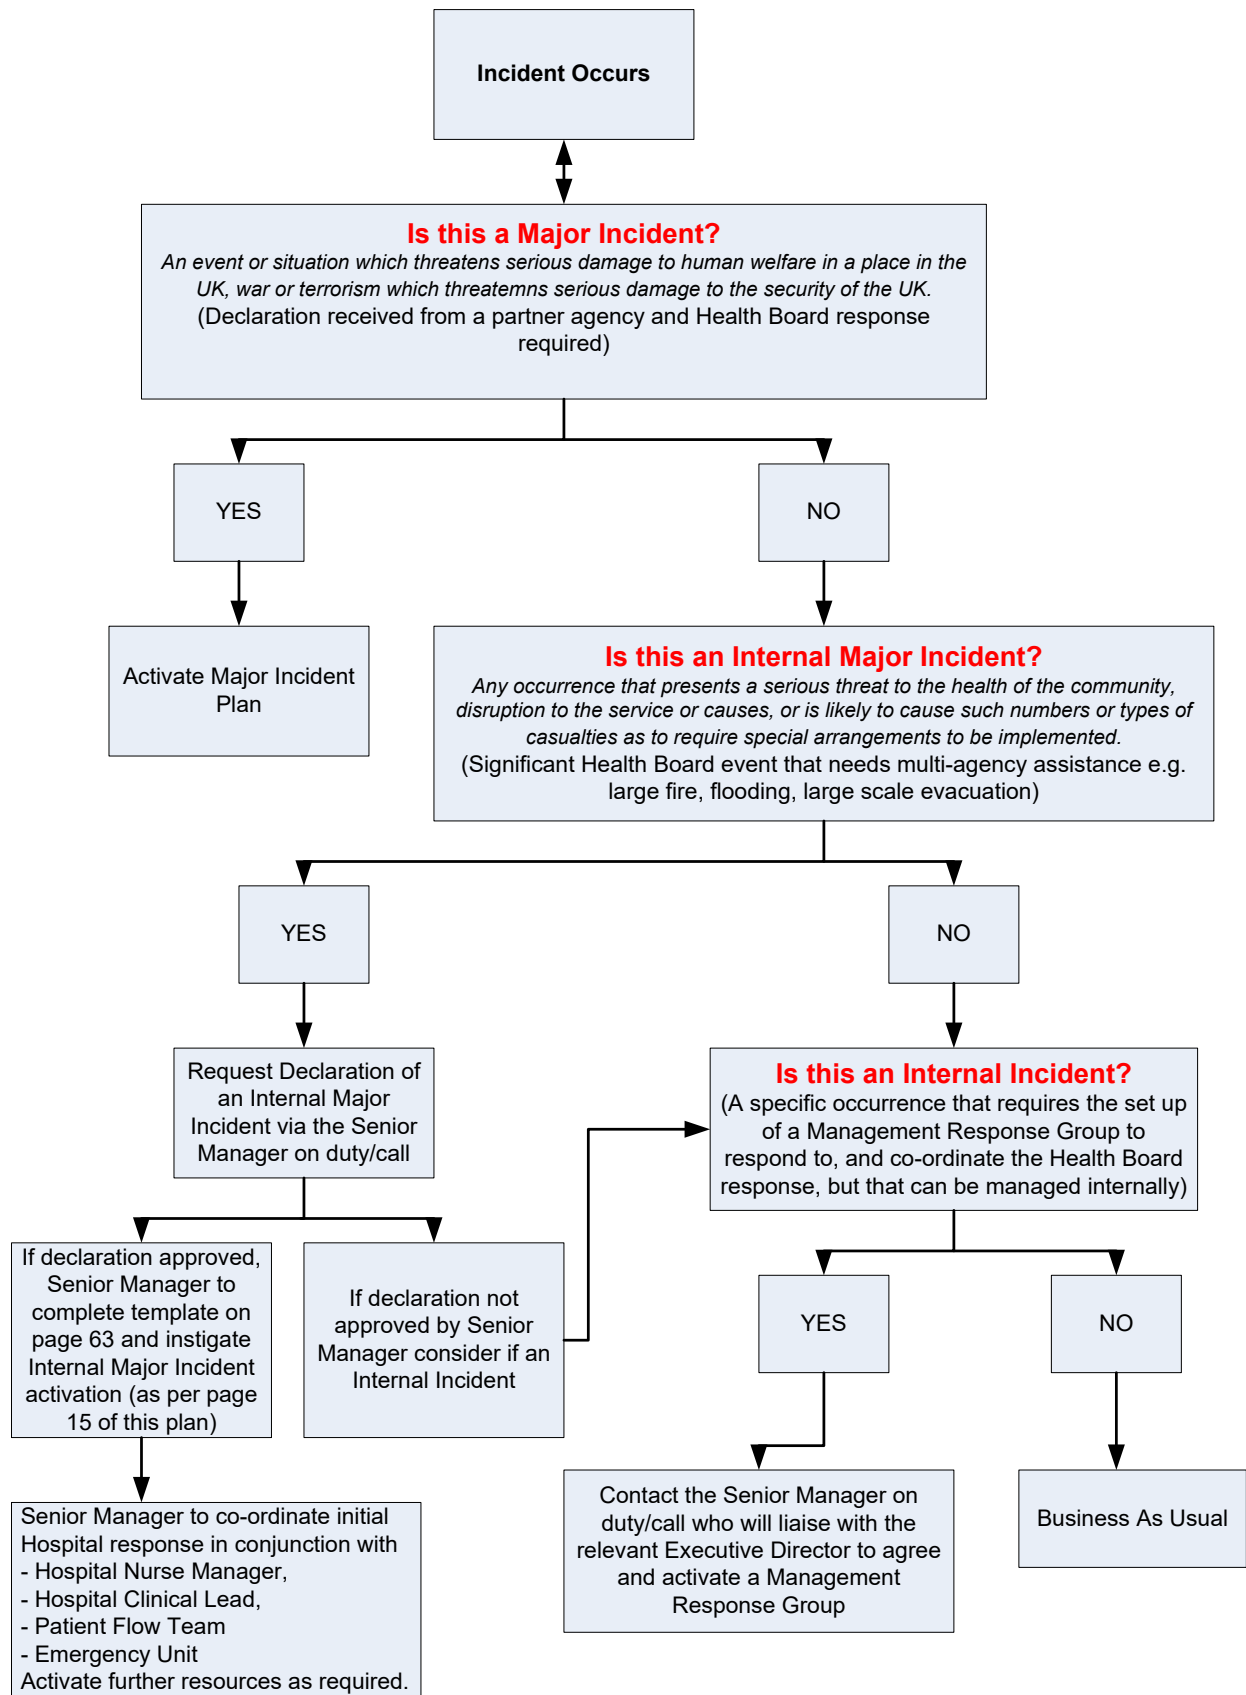 Incident Occurs
Is this a Major Incident?
An event or situation which threatens serious damage to human welfare in a place in the
UK, war or terrorism which threatemns serious damage to the security of the UK.
(Declaration received from a partner agency and Health Board response
required)
YES
NO
Activate Major Incident
Plan
Is this an Internal Major Incident?
Any occurrence that presents a serious threat to the health of the community,
disruption to the service or causes, or is likely to cause such numbers or types of
casualties as to require special arrangements to be implemented.
(Significant Health Board event that needs multi-agency assistance e.g.
large fire, flooding, large scale evacuation)
YES
NO
Request Declaration of
an Internal Major
Incident via the Senior
Manager on duty/call
Is this an Internal Incident?
(A specific occurrence that requires the set up
of a Management Response Group to
respond to, and co-ordinate the Health Board
response, but that can be managed internally)
If declaration approved,
Senior Manager to
complete template on
page 63 and instigate
Internal Major Incident
activation (as per page
15 of this plan)
If declaration not
approved by Senior
Manager consider if an
Internal Incident
YES
NO
Senior Manager to co-ordinate initial
Hospital response in conjunction with
- Hospital Nurse Manager,
- Hospital Clinical Lead,
- Patient Flow Team
- Emergency Unit
Activate further resources as required.
Contact the Senior Manager on
duty/call who will liaise with the
relevant Executive Director to agree
and activate a Management
Response Group
Business As Usual